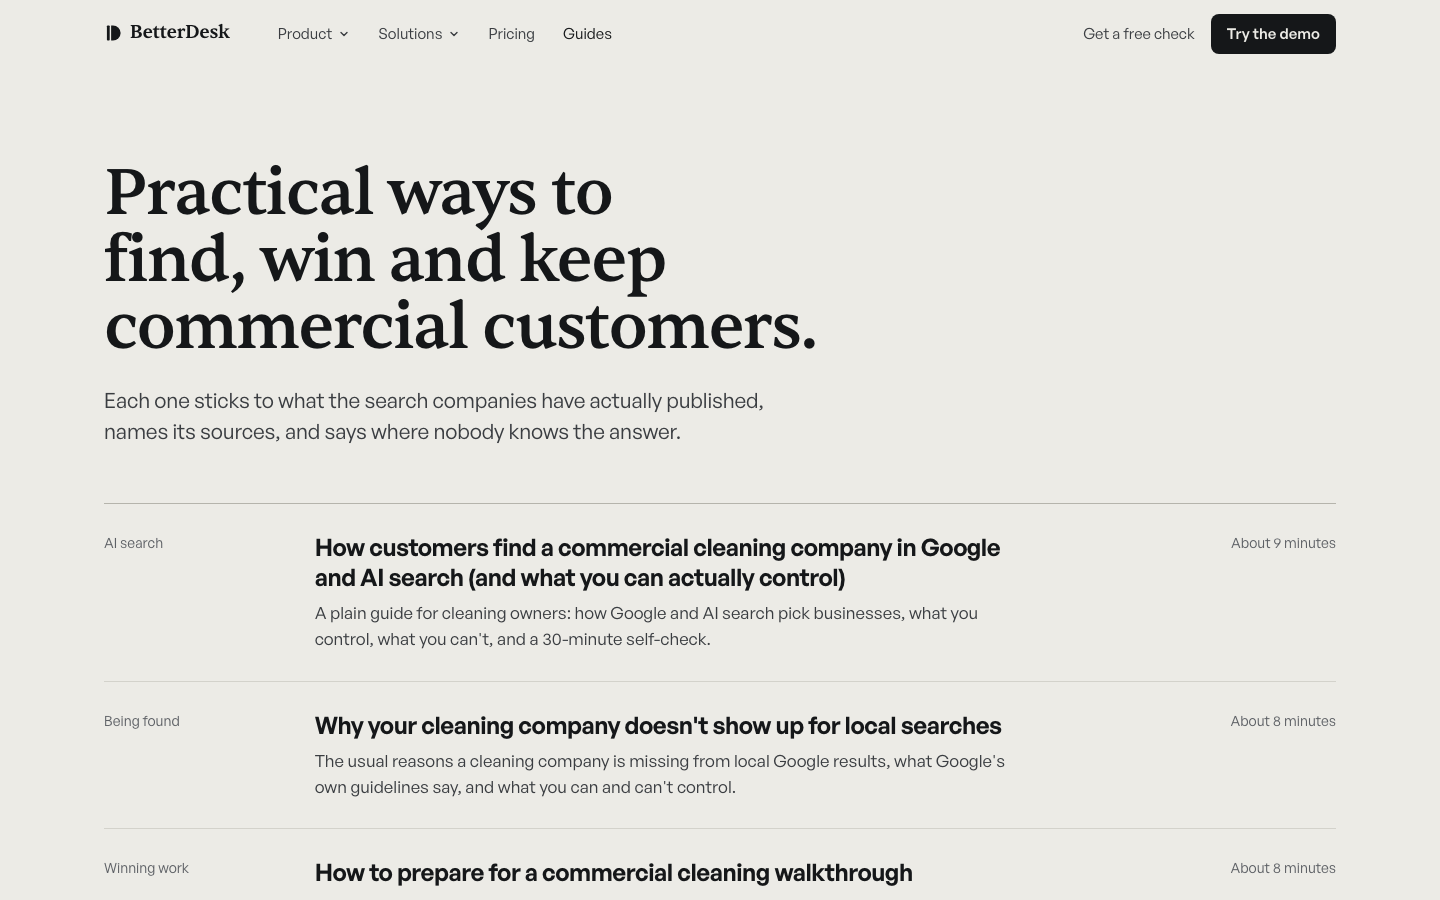 BetterDesk
Product
Solutions
Pricing
Guides
Get a free check
Try the demo
Practical ways to
find, win and keep
commercial customers.
Each one sticks to what the search companies have actually published,
names its sources, and says where nobody knows the answer.
AI search
How customers find a commercial cleaning company in Google
and AI search (and what you can actually control)
A plain guide for cleaning owners: how Google and AI search pick businesses, what you
control, what you can't, and a 30-minute self-check.
About 9 minutes
Being found
Why your cleaning company doesn't show up for local searches
The usual reasons a cleaning company is missing from local Google results, what Google's
own guidelines say, and what you can and can't control.
About 8 minutes
Winning work
How to prepare for a commercial cleaning walkthrough
About 8 minutes